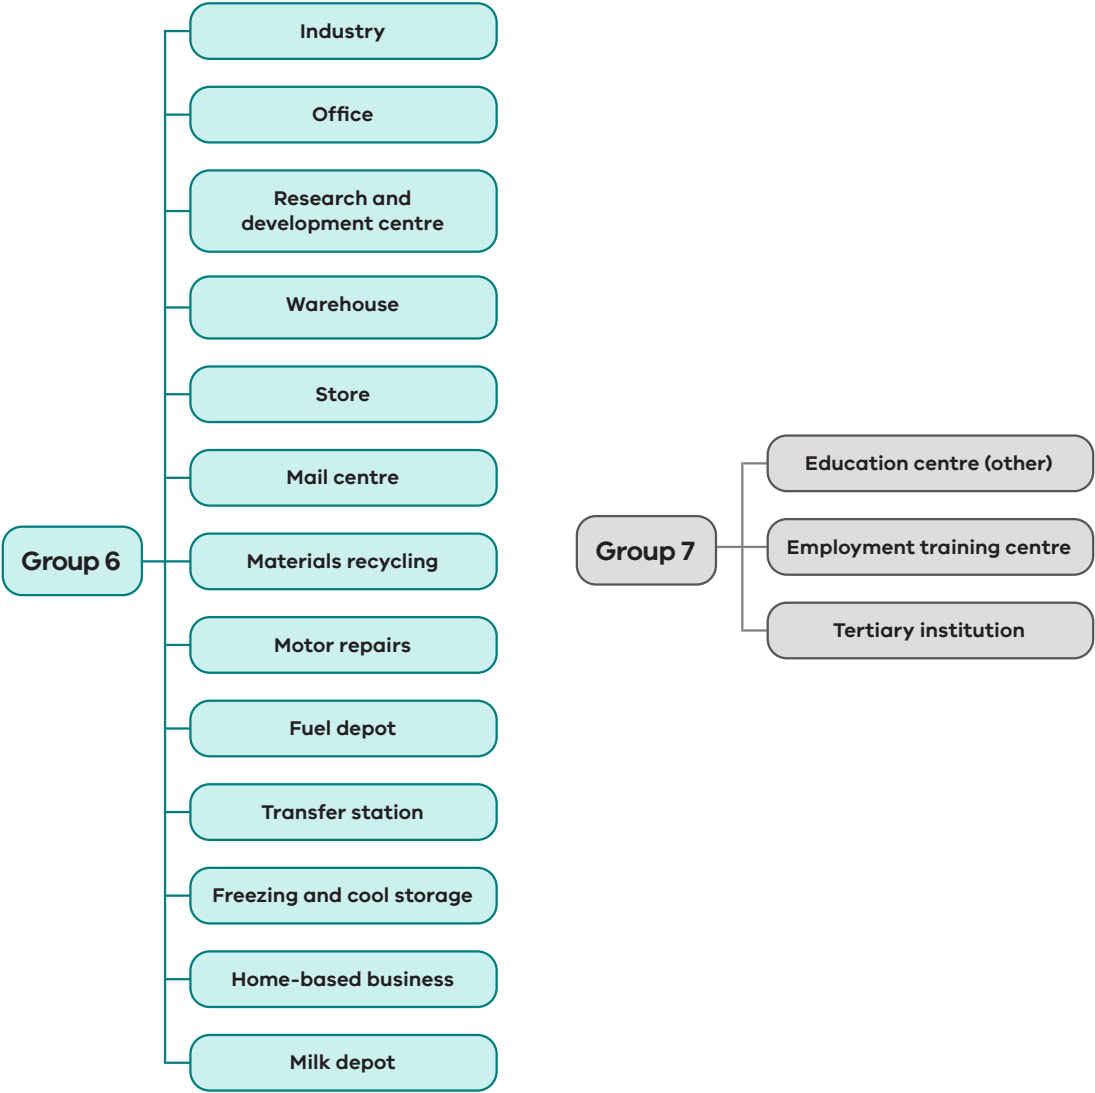 Industry
Office
Research and
development centre
Warehouse
Store
Mail centre
Group 6
Materials recycling
Motor repairs
Fuel depot
Transfer station
Freezing and cool storage
Home-based business
Milk depot
Group 7
Education centre (other)
Employment training centre
Tertiary institution